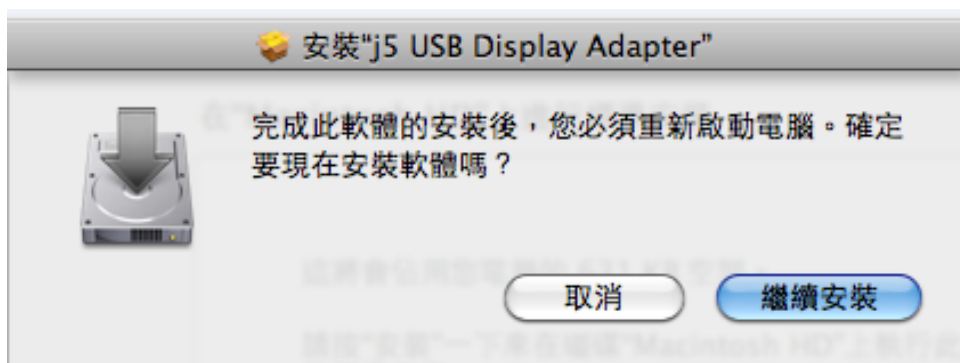 安裝"j5 USB Display Adapter"
完成此軟體的安裝後，您必須重新啟動電腦。確定
要現在安裝軟體嗎？
取消
繼續安裝